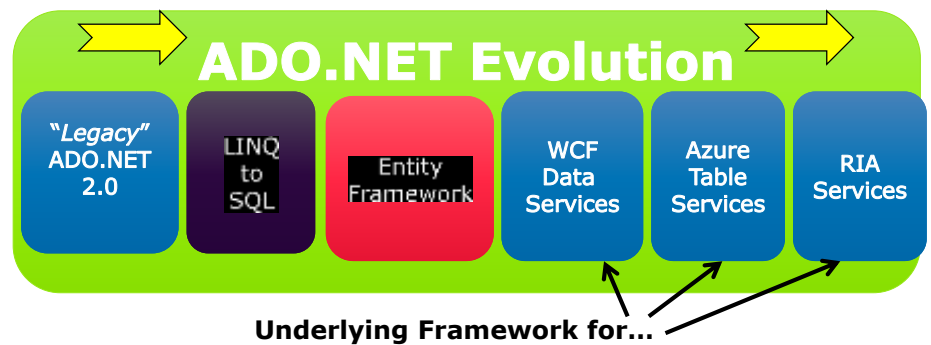 ADO.NET Evolution
“Legacy”
ADO.NET
2.0
LINQ
to
SQL
Entity
Framework
WCF
Data
Services
Azure
Table
Services
RIA
Services
Underlying Framework for...